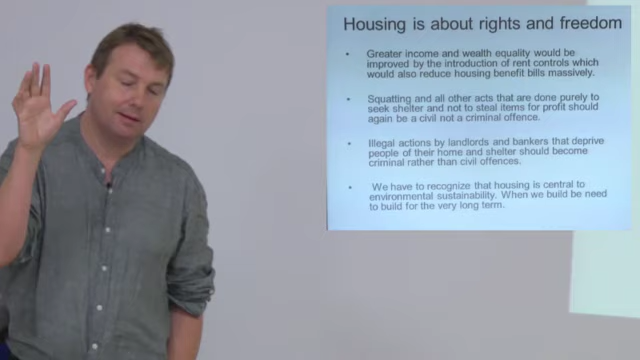 Housing is about rights and freedom
• Greater income and wealth equality would be
improved by the introduction of rent controls which
would also reduce housing benefit bills massively.
• Squatting and all other acts that are done purely to
seek shelter and not to steal items for profit should
again be a civil not a criminal offence.
• Illegal actions by landlords and bankers that deprive
people of their home and shelter should become
criminal rather than civil offences.
• We have to recognize that housing is central to
environmental sustainability. When we build be need
to build for the very long term.